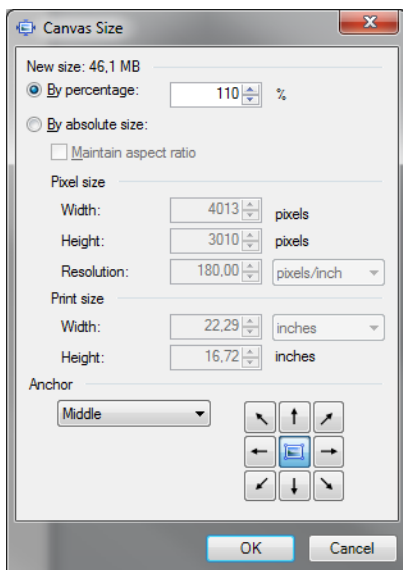 Canvas Size
New size: 46,1 MB
By percentage: 110 %
By absolute size:
Maintain aspect ratio
Pixel size
Width: 4013 pixels
Height: 3010 pixels
Resolution: 180,00 pixels/inch
Print size
Width: 22,29 inches
Height: 16,72 inches
Anchor
Middle
OK Cancel